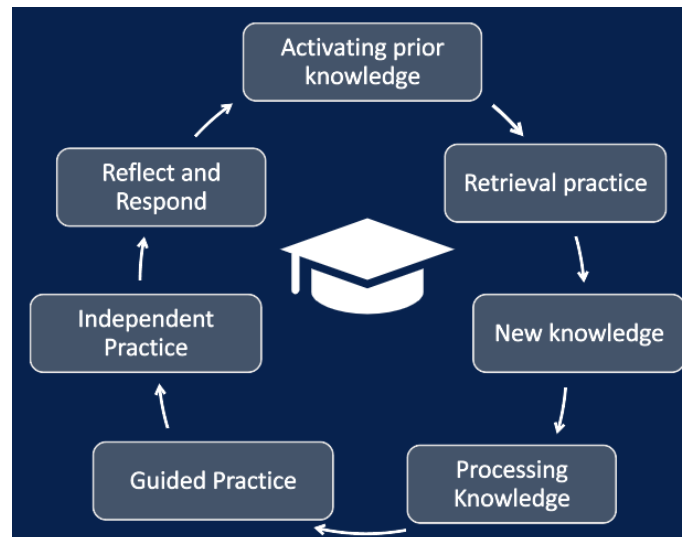 Activating prior
knowledge
Retrieval practice
New knowledge
Processing
Knowledge
Guided Practice
Independent
Practice
Reflect and
Respond